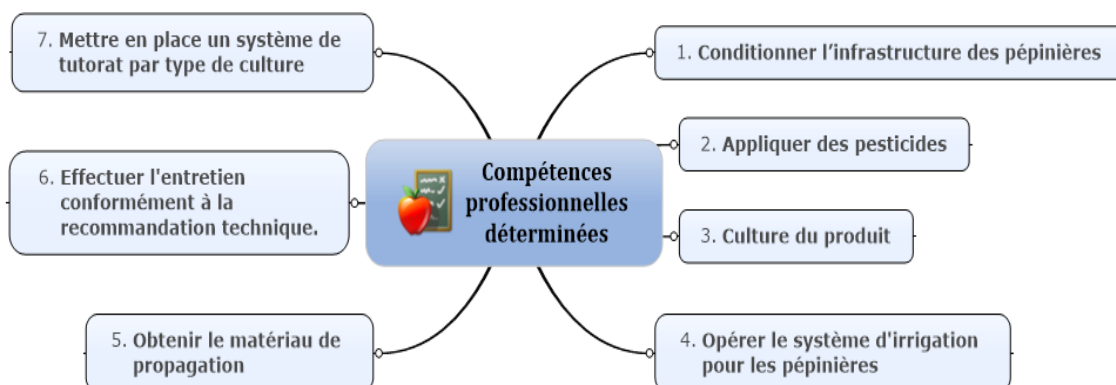 Compétences
professionnelles
déterminées
1. Conditionner l’infrastructure des pépinières
2. Appliquer des pesticides
3. Culture du produit
4. Opérer le système d'irrigation
pour les pépinières
5. Obtenir le matériau de
propagation
6. Effectuer l'entretien
conformément à la
recommandation technique.
7. Mettre en place un système de
tutorat par type de culture